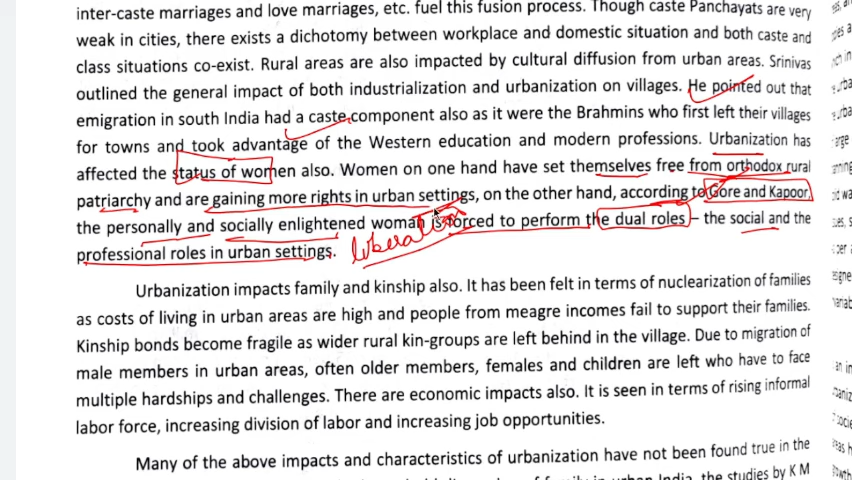 inter-caste marriages and love marriages, etc. fuel this fusion process. Though caste Panchayats are very
weak in cities, there exists a dichotomy between workplace and domestic situation and both caste and
class situations co-exist. Rural areas are also impacted by cultural diffusion from urban areas. Srinivas
outlined the general impact of both industrialization and urbanization on villages. He pointed out that
emigration in south India had a caste component also as it were the Brahmins who first left their villages
for towns and took advantage of the Western education and modern professions. Urbanization has
affected the status of women also. Women on one hand have set themselves free from orthodox rural
patriarchy and are gaining more rights in urban settings, on the other hand, according to Gore and Kapoor,
the personally and socially enlightened woman is forced to perform the dual roles – the social and the
professional roles in urban settings.
liberation
Urbanization impacts family and kinship also. It has been felt in terms of nuclearization of families
as costs of living in urban areas are high and people from meagre incomes fail to support their families.
Kinship bonds become fragile as wider rural kin-groups are left behind in the village. Due to migration of
male members in urban areas, often older members, females and children are left who have to face
multiple hardships and challenges. There are economic impacts also. It is seen in terms of rising informal
labor force, increasing division of labor and increasing job opportunities.
Many of the above impacts and characteristics of urbanization have not been found true in the
of family in urban India, the studies by K M